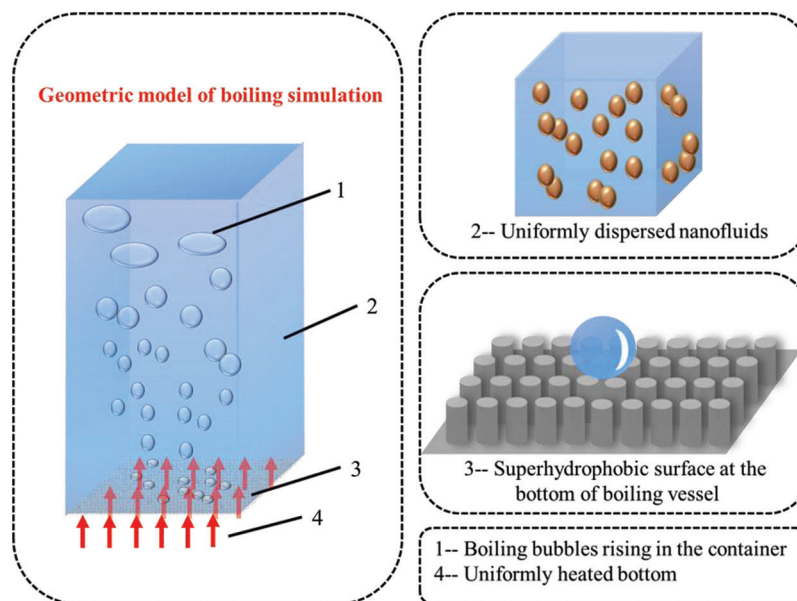 Geometric model of boiling simulation
1
2
3
4
2-- Uniformly dispersed nanofluids
3-- Superhydrophobic surface at the
bottom of boiling vessel
1-- Boiling bubbles rising in the container
4-- Uniformly heated bottom